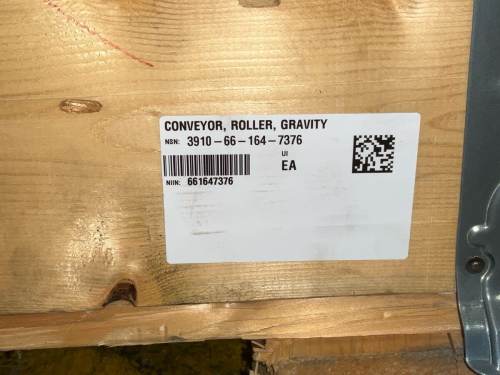 CONVEYOR, ROLLER, GRAVITY
NSN: 3910-66-164-7376
UI
EA
NIIN: 661647376